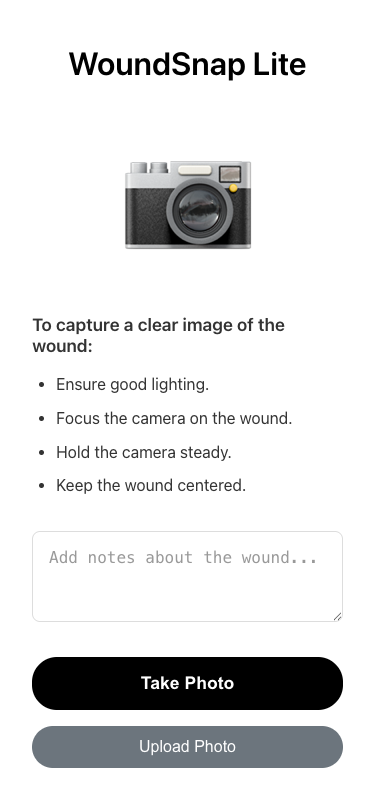 WoundSnap Lite
To capture a clear image of the
wound:
• Ensure good lighting.
• Focus the camera on the wound.
• Hold the camera steady.
• Keep the wound centered.
Add notes about the wound...
Take Photo
Upload Photo